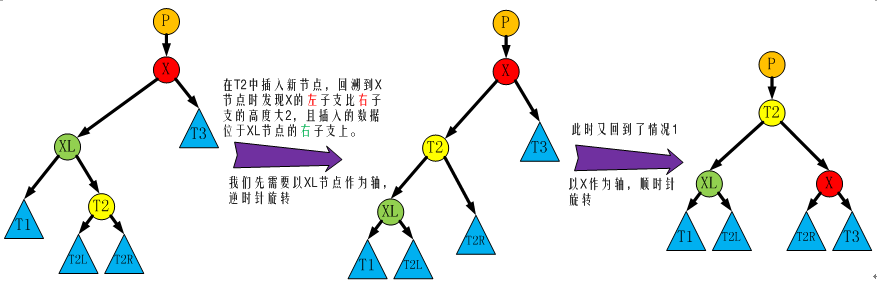 P
X
T3
XL
T2
T1
T2L
T2R
在T2中插入新节点，回溯到X
节点时发现X的左子支比右子
支的高度大2，且插入的数据
位于XL节点的右子支上。
我们先需要以XL节点作为轴，
逆时针旋转
P
X
T3
T2
XL
T2R
T1
T2L
此时又回到了情况1
以X作为轴，顺时针
旋转
P
T2
XL
X
T1
T2L
T2R
T3